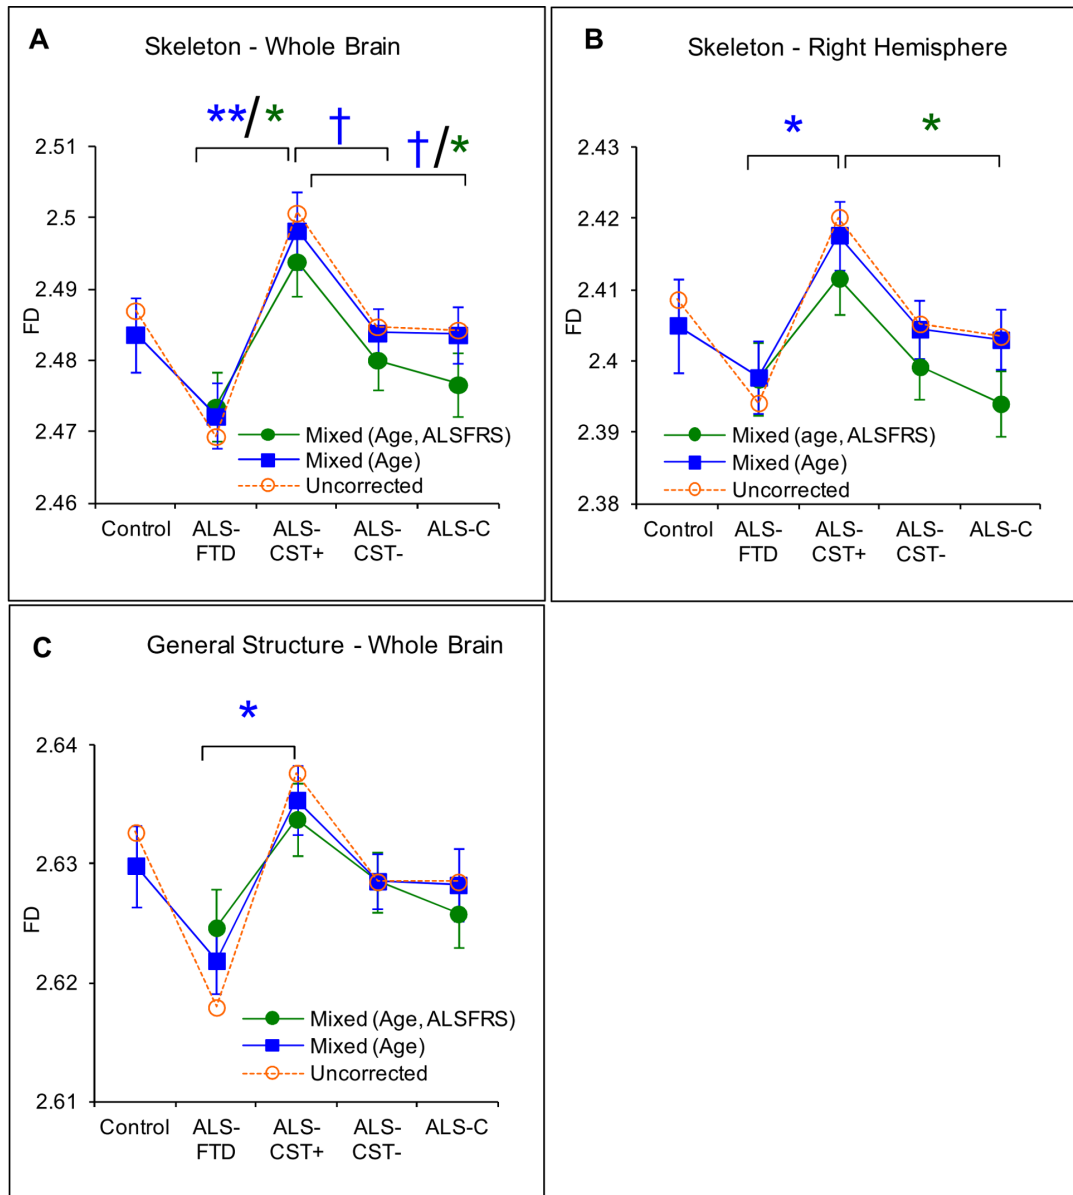 A
Skeleton - Whole Brain
**/*
†
†/*
2.51
2.5
2.49
2.48
2.47
2.46
FD
Mixed (Age, ALSFRS)
Mixed (Age)
Uncorrected
Control
ALS-
FTD
ALS-
CST+
ALS-
CST-
ALS-C
B
Skeleton - Right Hemisphere
*
*
2.43
2.42
2.41
2.4
2.39
2.38
FD
Mixed (age, ALSFRS)
Mixed (Age)
Uncorrected
Control
ALS-
FTD
ALS-
CST+
ALS-
CST-
ALS-C
C
General Structure - Whole Brain
*
2.64
2.63
2.62
2.61
FD
Mixed (Age, ALSFRS)
Mixed (Age)
Uncorrected
Control
ALS-
FTD
ALS-
CST+
ALS-
CST-
ALS-C